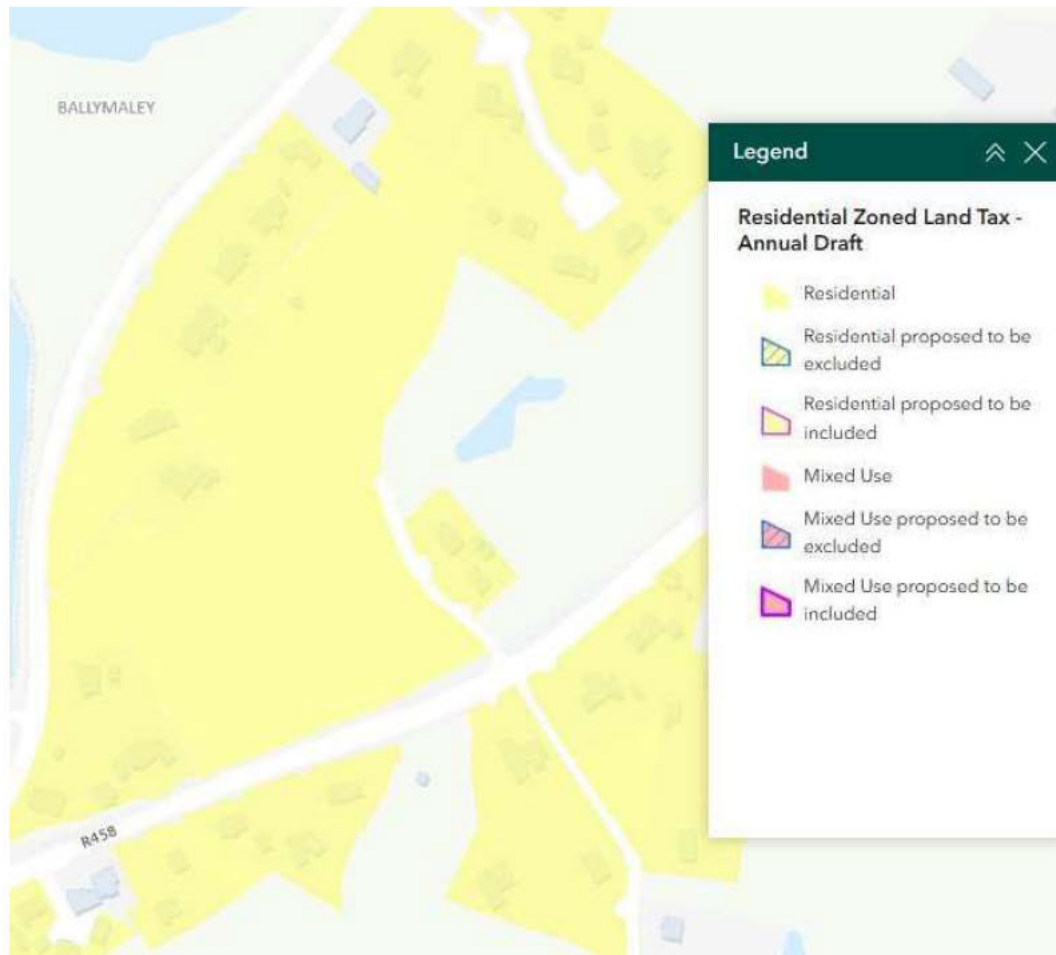 BALLYMALEY
Legend
Residential Zoned Land Tax -
Annual Draft
Residential
Residential proposed to be
excluded
Residential proposed to be
included
Mixed Use
Mixed Use proposed to be
excluded
Mixed Use proposed to be
included
R458